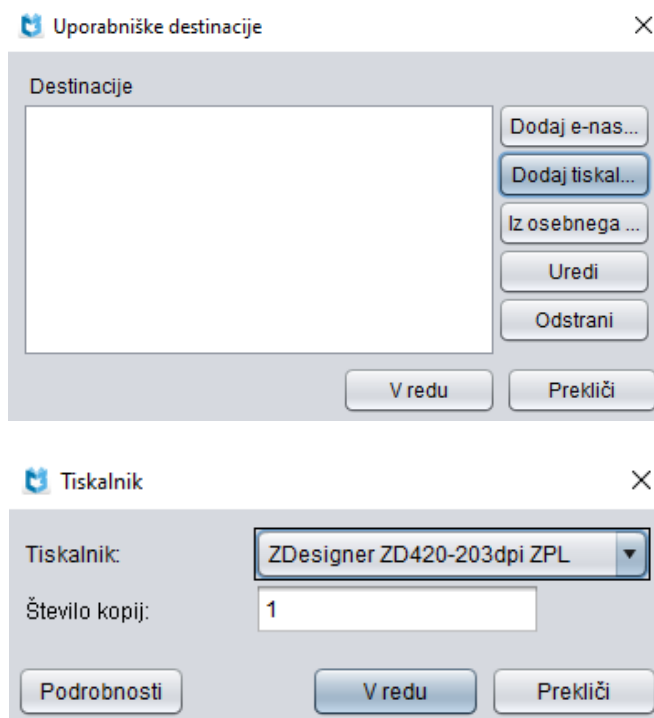 Uporabniške destinacije
Destinacije
Dodaj e-nas...
Dodaj tiskal...
Iz osebnega ...
Uredi
Odstrani
V redu
Prekliči
Tiskalnik
Tiskalnik:
ZDesigner ZD420-203dpi ZPL
Število kopij:
1
Podrobnosti
V redu
Prekliči